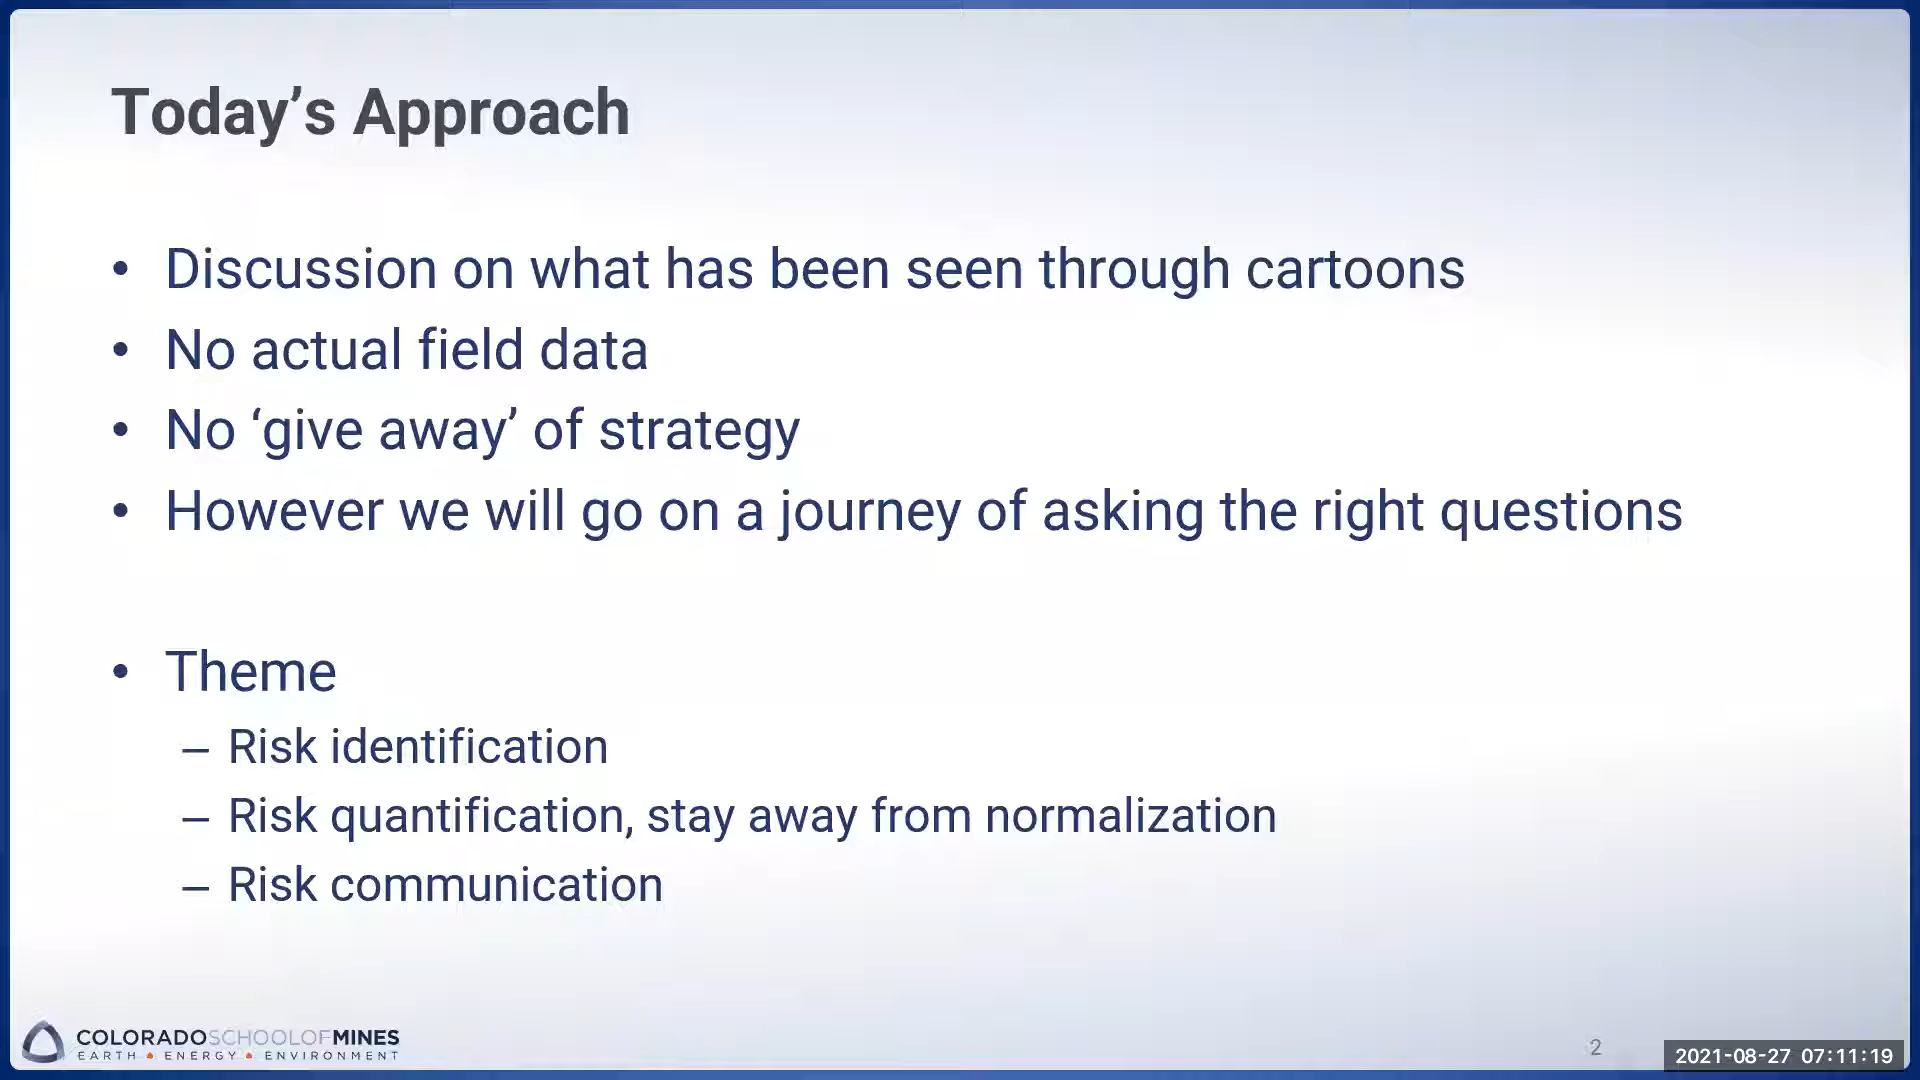 Today’s Approach
• Discussion on what has been seen through cartoons
• No actual field data
• No ‘give away’ of strategy
• However we will go on a journey of asking the right questions
• Theme
– Risk identification
– Risk quantification, stay away from normalization
– Risk communication
COLORADOSCHOOLOFMINES
EARTH • ENERGY • ENVIRONMENT
2
2021-08-27 07:11:19